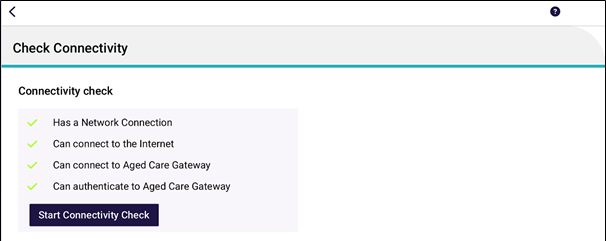 ?
Check Connectivity
Connectivity check
Has a Network Connection
Can connect to the Internet
Can connect to Aged Care Gateway
Can authenticate to Aged Care Gateway
Start Connectivity Check